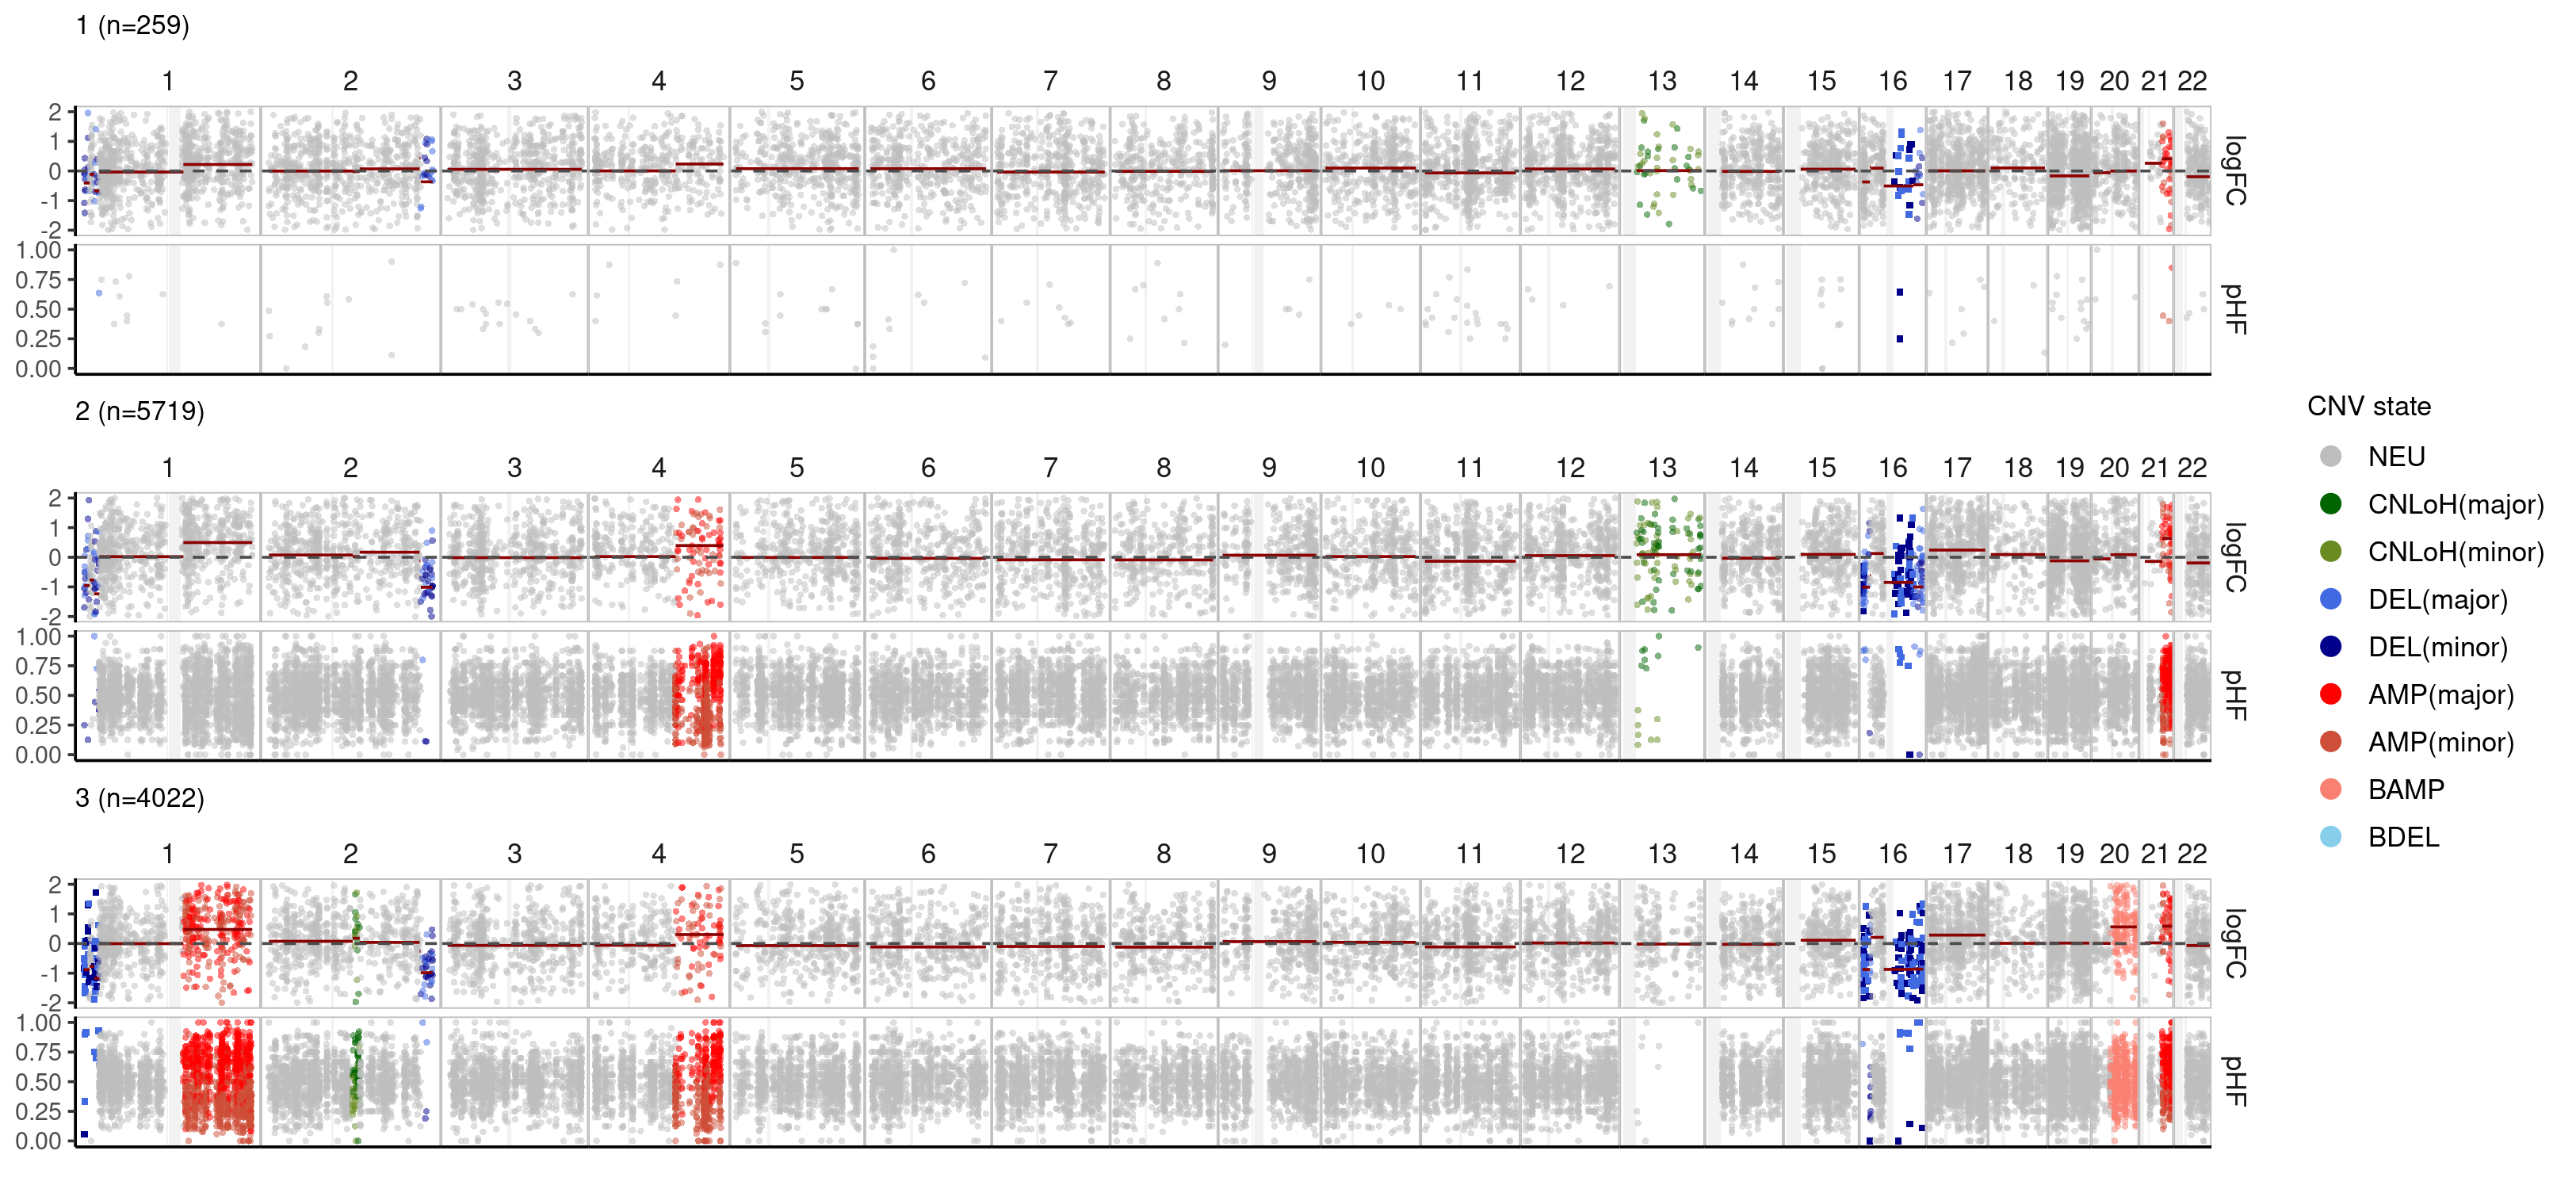 1 (n=259)
1 2 3 4 5 6 7 8 9 10 11 12 13 14 15 16 17 18 19 20 21 22
2
1
0
-1
-2
logFC
1.00
0.75
0.50
0.25
0.00
pHF
2 (n=5719)
1 2 3 4 5 6 7 8 9 10 11 12 13 14 15 16 17 18 19 20 21 22
2
1
0
-1
-2
logFC
1.00
0.75
0.50
0.25
0.00
pHF
3 (n=4022)
1 2 3 4 5 6 7 8 9 10 11 12 13 14 15 16 17 18 19 20 21 22
2
1
0
-1
-2
logFC
1.00
0.75
0.50
0.25
0.00
pHF
CNV state
NEU
CNLoH(major)
CNLoH(minor)
DEL(major)
DEL(minor)
AMP(major)
AMP(minor)
BAMP
BDEL